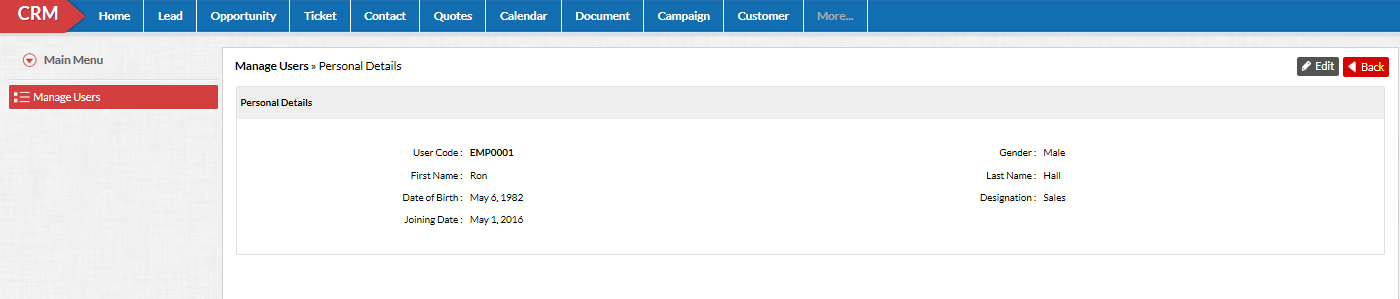 CRM Home Lead Opportunity Ticket Contact Quotes Calendar Document Campaign Customer More...
Main Menu
Manage Users
Manage Users » Personal Details Edit Back
Personal Details
User Code : EMP0001 Gender : Male
First Name : Ron Last Name : Hall
Date of Birth : May 6, 1982 Designation : Sales
Joining Date : May 1, 2016